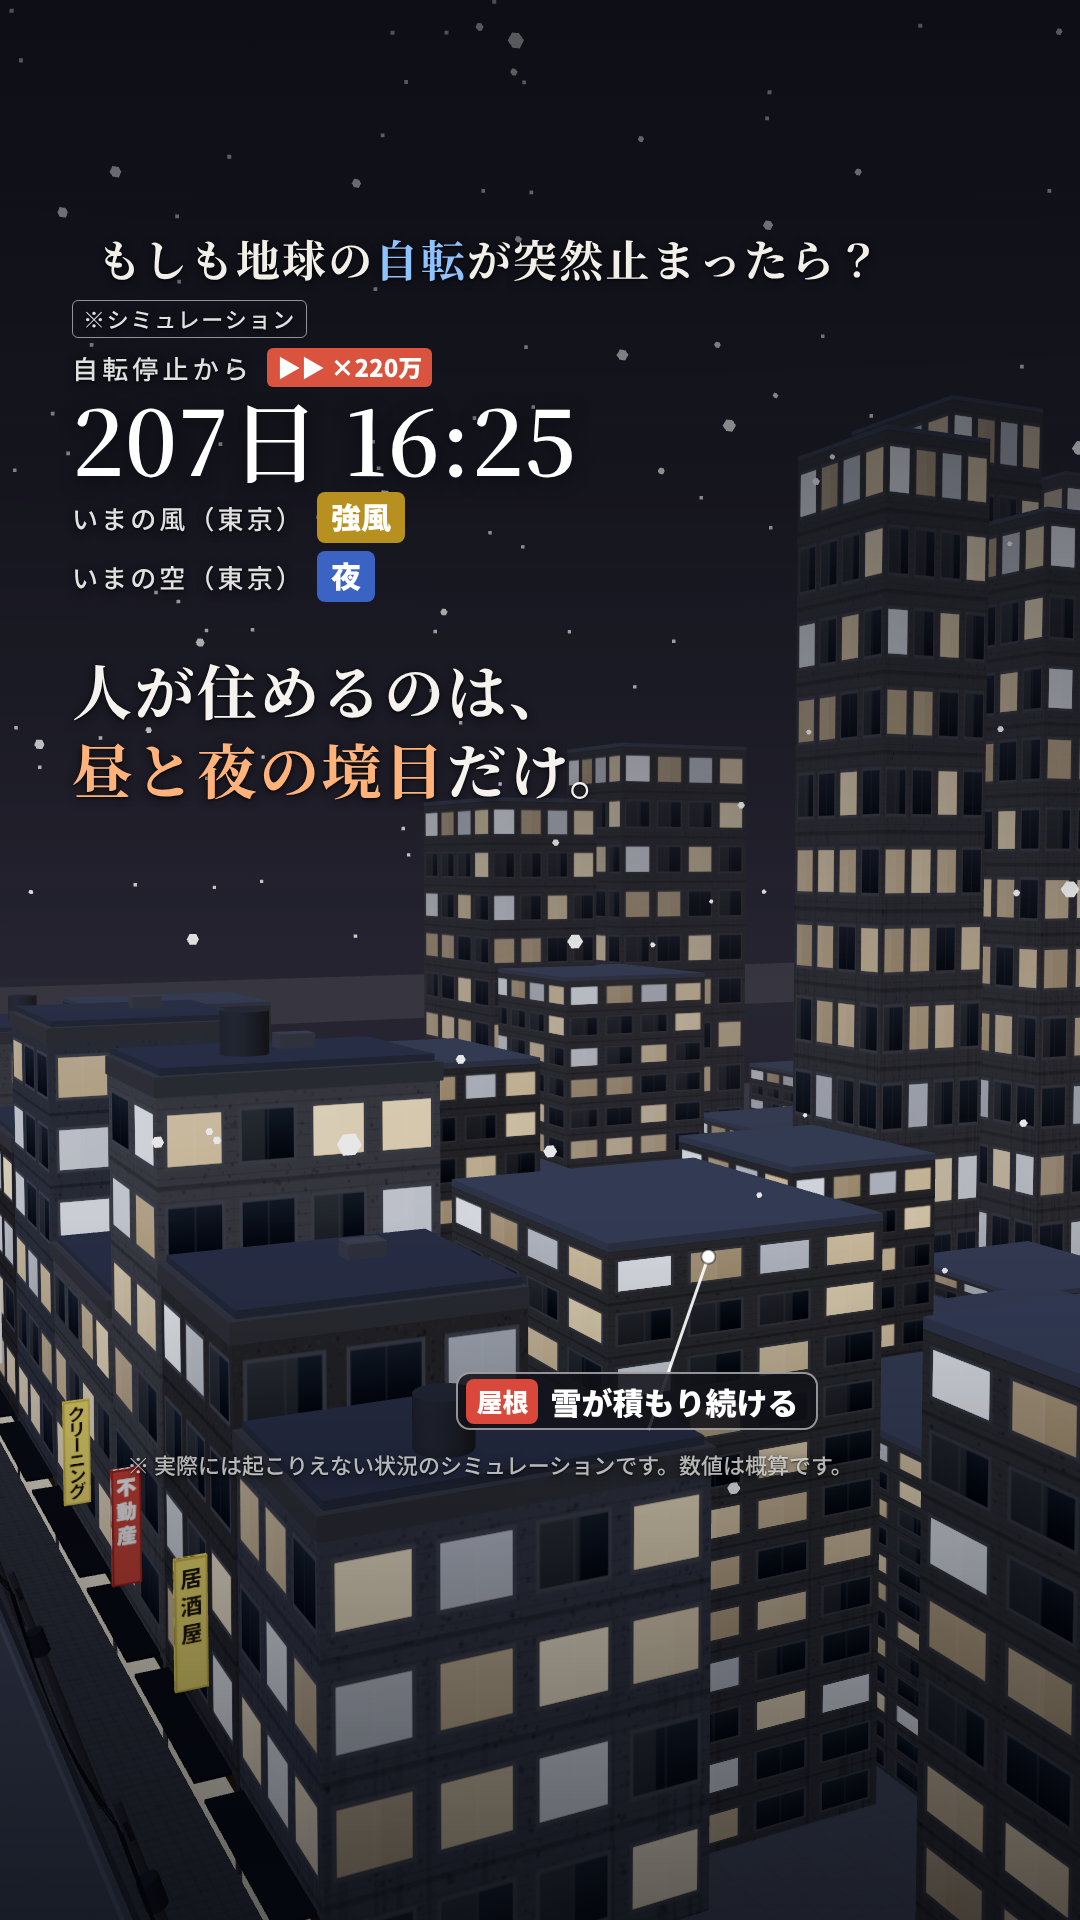 もしも地球の自転が突然止まったら？
※シミュレーション
自転停止から ▶▶ ×220万
207日 16:25
いまの風（東京） 強風
いまの空（東京） 夜
人が住めるのは、
昼と夜の境目だけ。
屋根 雪が積もり続ける
※ 実際には起こりえない状況のシミュレーションです。数値は概算です。
クリーニング
不動産
居酒屋